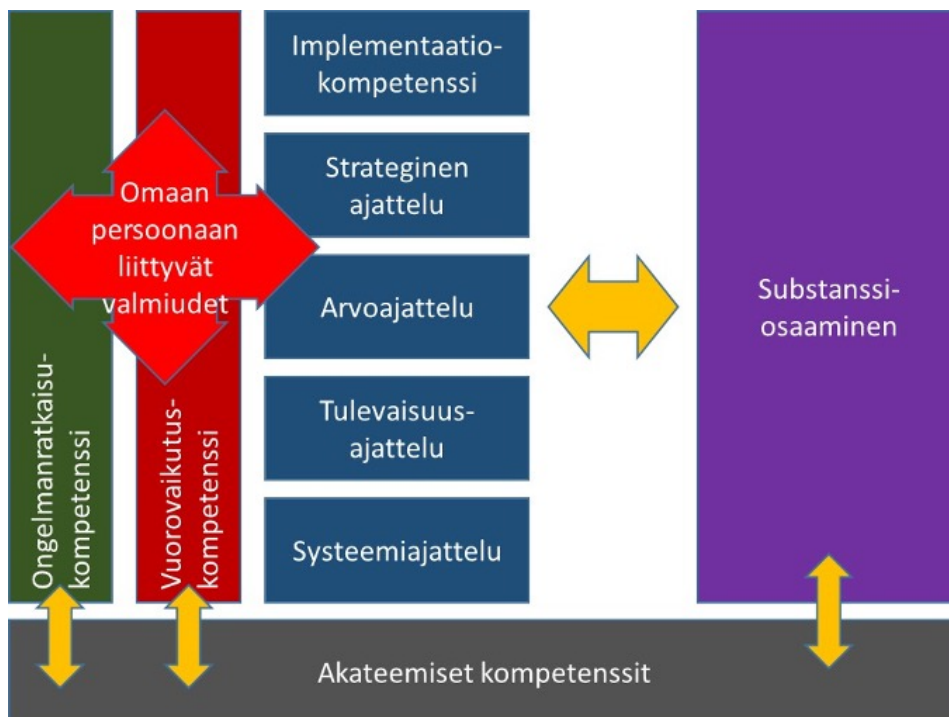 Implementaatio-
kompetenssi
Strateginen
ajattelu
Omaan
persoonaan
liittyvät
valmiudet
Arvoajattelu
Substanssi-
osaaminen
Tulevaisuus-
ajattelu
Systeemiajattelu
Ongelmanratkaisu-
kompetenssi
Vuorovaikutus-
kompetenssi
Akateemiset kompetenssit